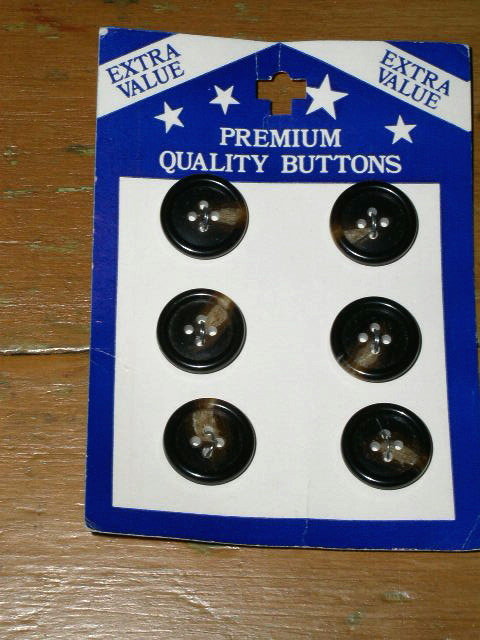 EXTRA
VALUE
EXTRA
VALUE
PREMIUM
QUALITY BUTTONS